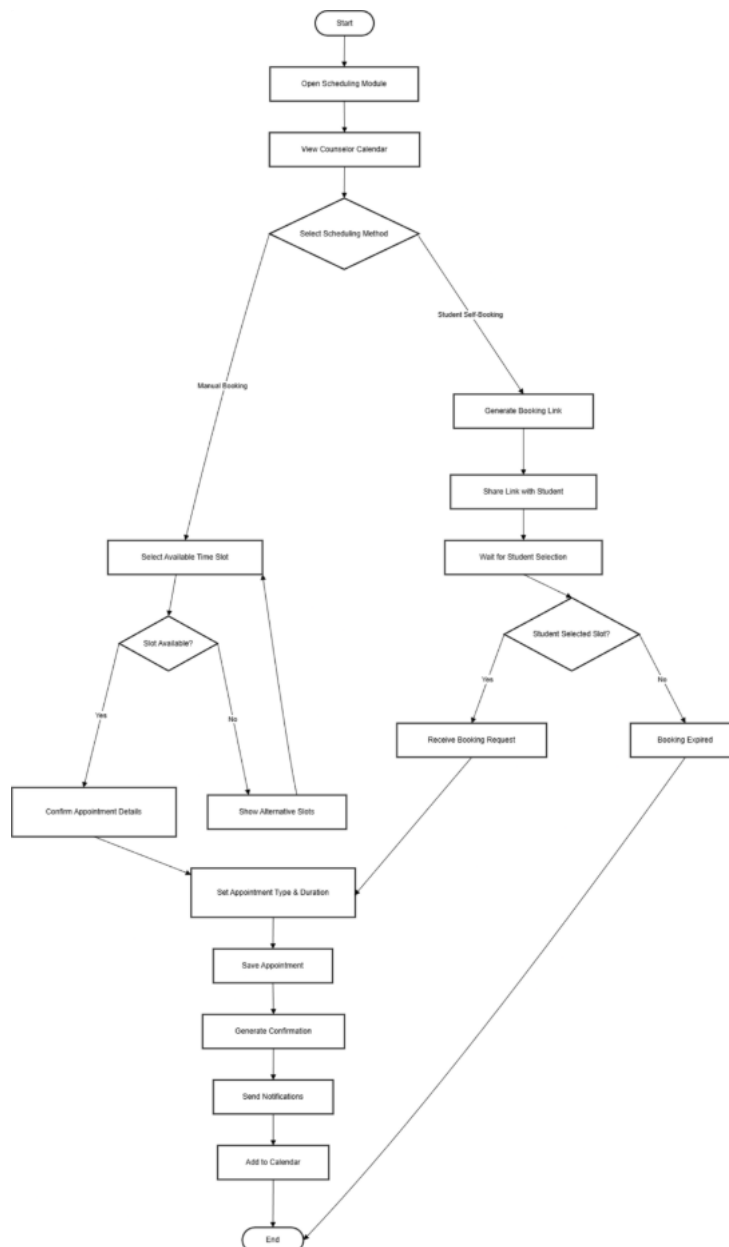 Start
Open Scheduling Module
View Counselor Calendar
Select Scheduling Method
Student Self-Booking
Manual Booking
Generate Booking Link
Share Link with Student
Select Available Time Slot
Wait for Student Selection
Slot Available?
Student Selected Slot?
Yes
No
Yes
No
Receive Booking Request
Booking Expired
Confirm Appointment Details
Show Alternative Slots
Set Appointment Type & Duration
Save Appointment
Generate Confirmation
Send Notifications
Add to Calendar
End